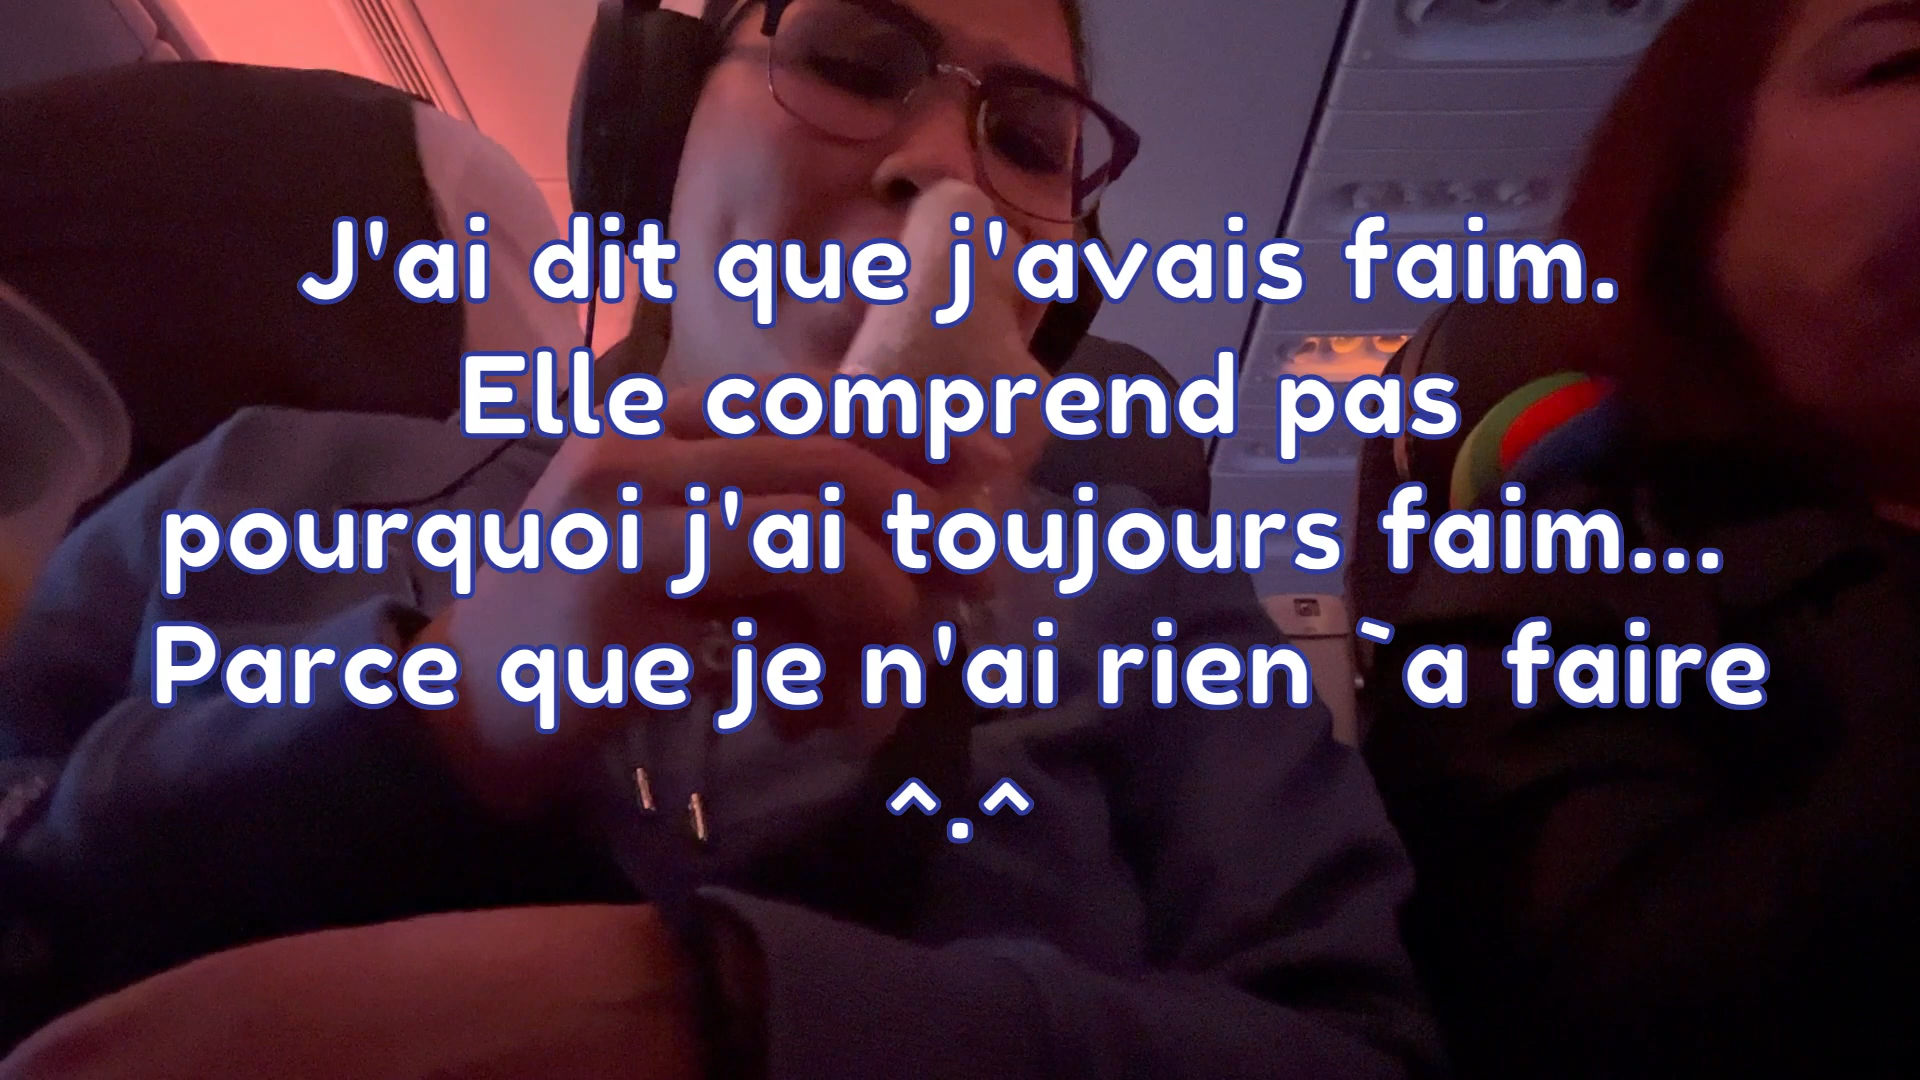 J'ai dit que j'avais faim.
Elle comprend pas
pourquoi j'ai toujours faim...
Parce que je n'ai rien `a faire
^.^